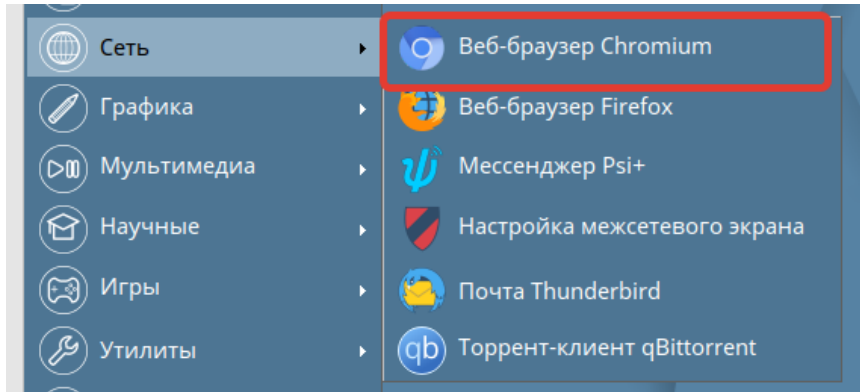 Сеть
Графика
Мультимедиа
Научные
Игры
Утилиты
Веб-браузер Chromium
Веб-браузер Firefox
Мессенджер Psi+
Настройка межсетевого экрана
Почта Thunderbird
qb
Торрент-клиент qBittorrent